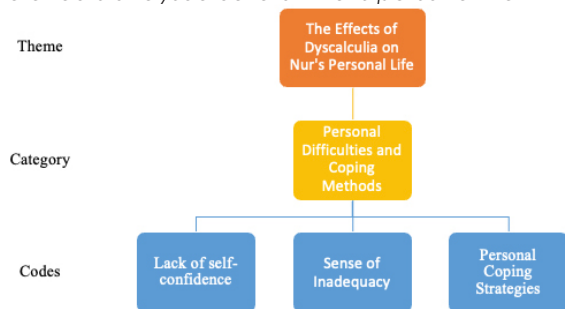 Theme
The Effects of
Dyscalculia on
Nur's Personal Life
Category
Personal
Difficulties and
Coping
Methods
Codes
Lack of self-
confidence
Sense of
Inadequacy
Personal
Coping
Strategies